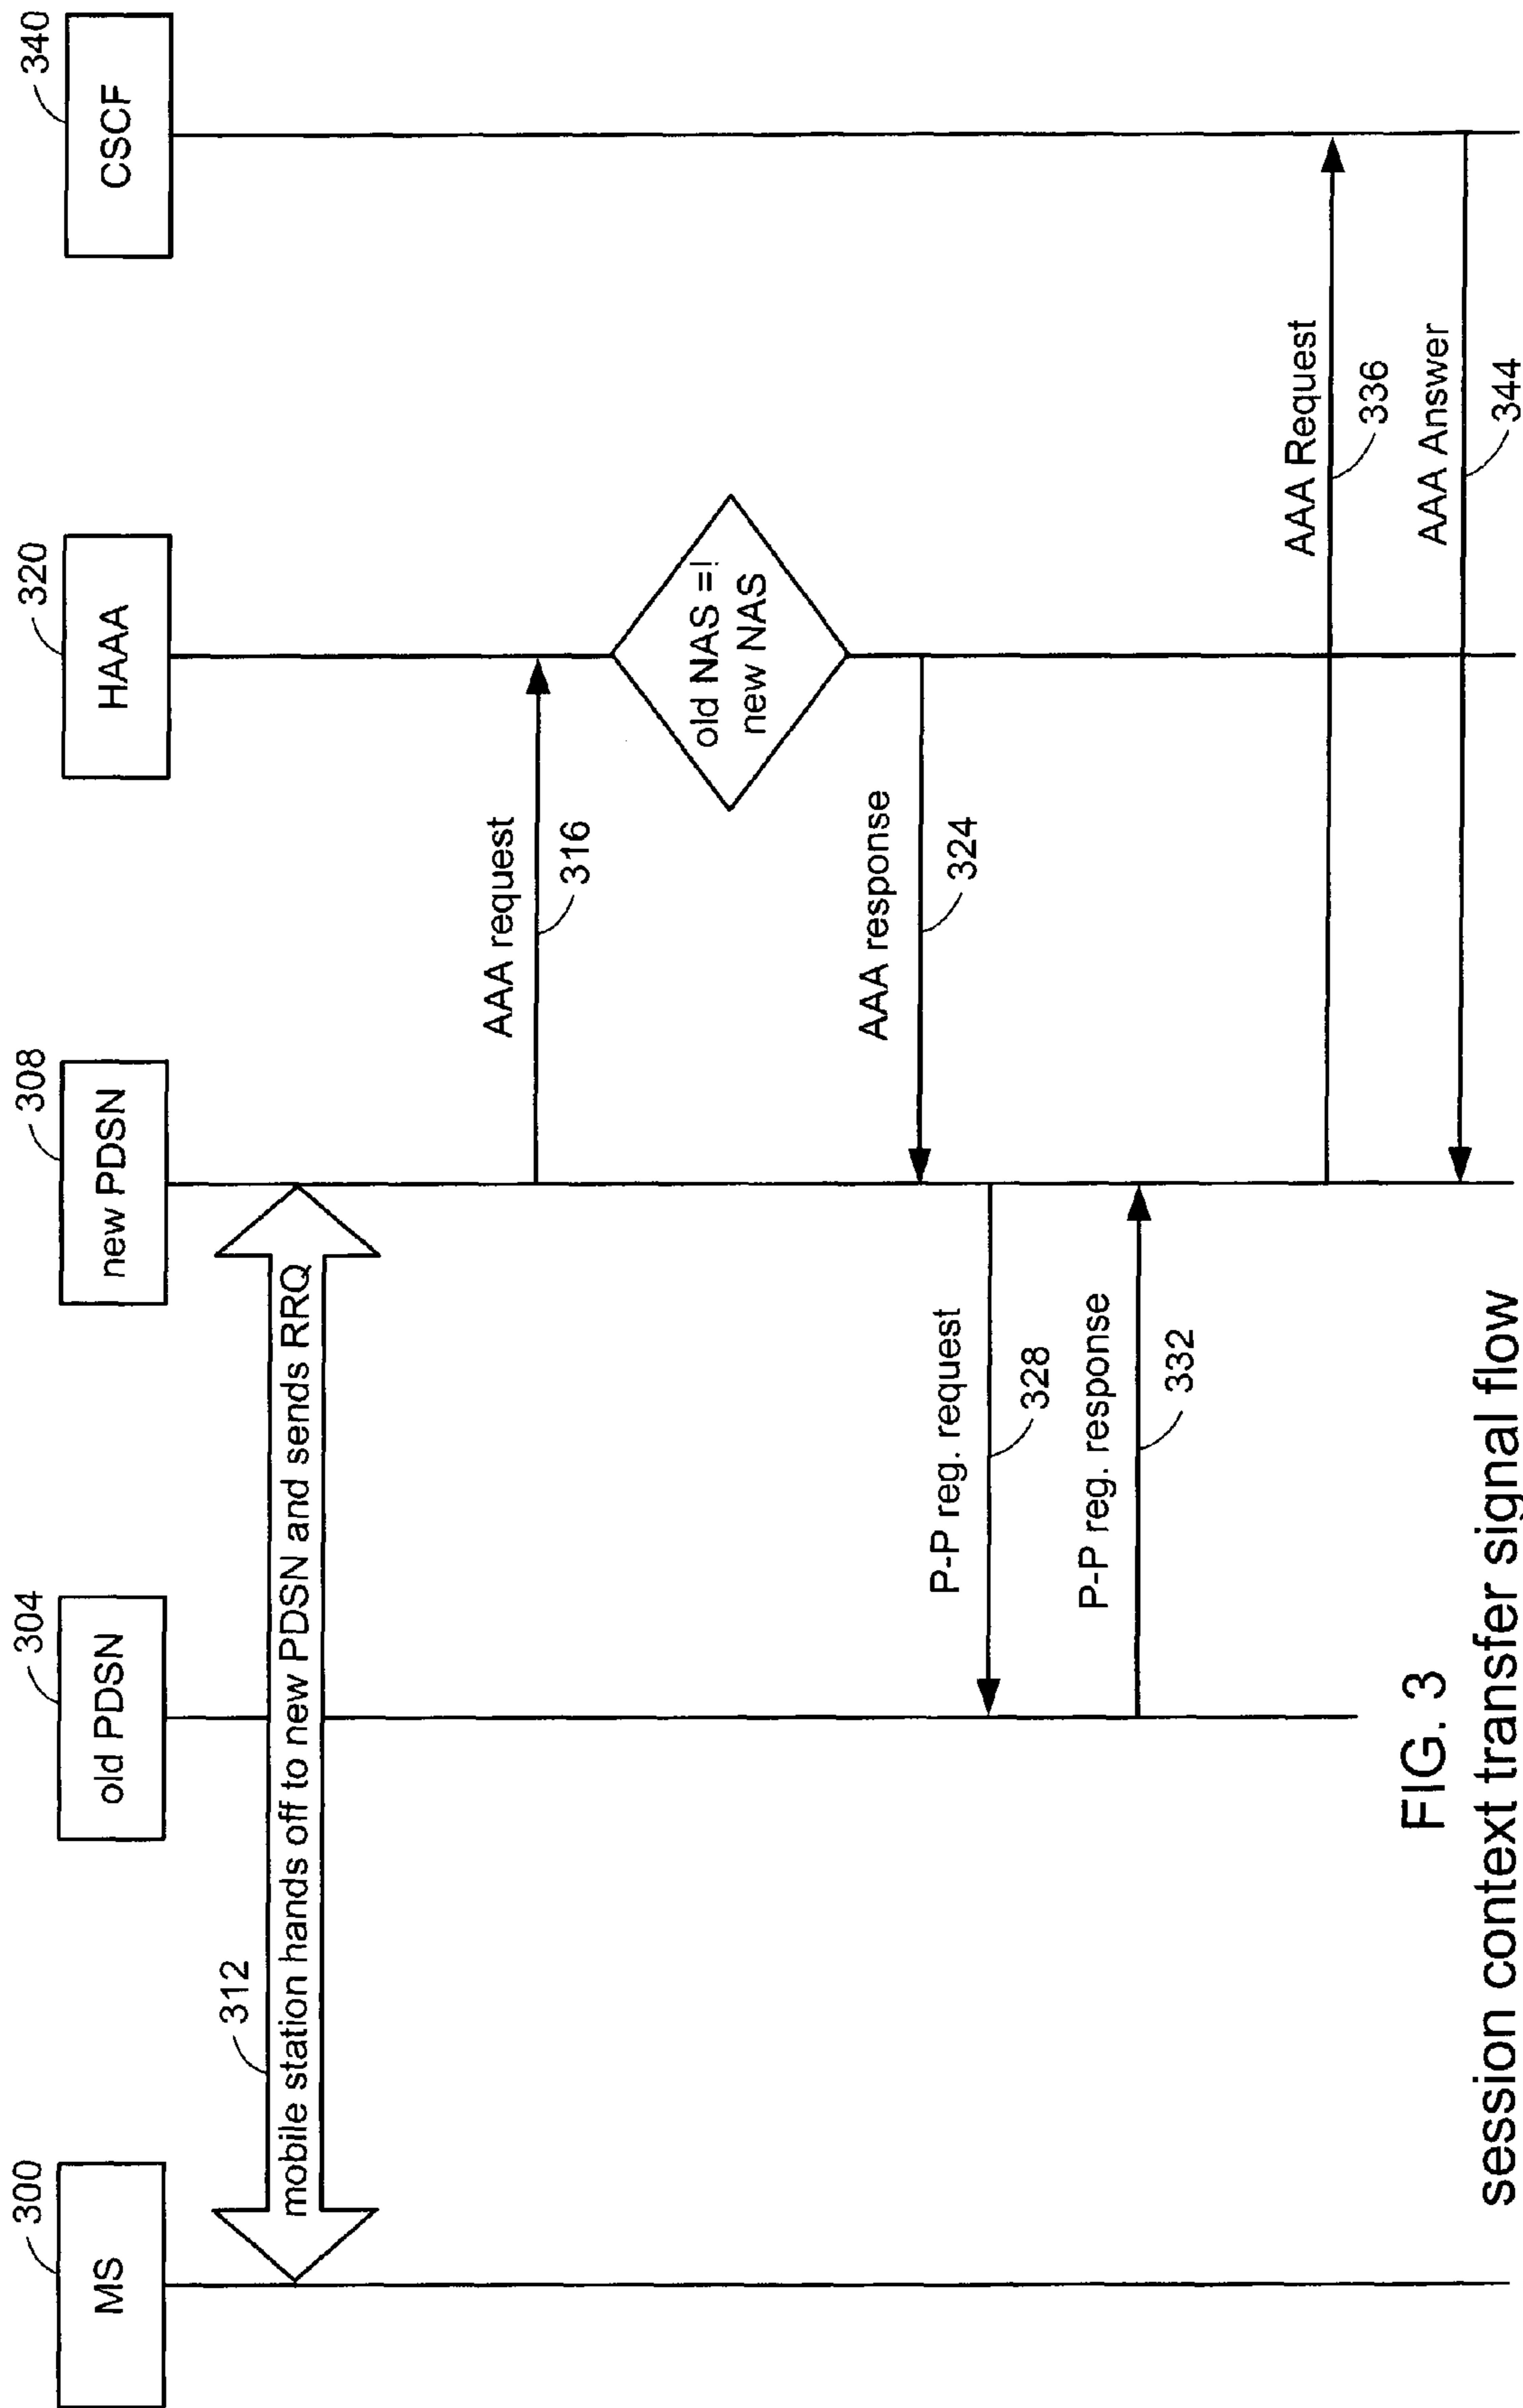 300
304
308
320
340
MS
old PDSN
new PDSN
HAAA
CSCF
312
mobile station hands off to new PDSN and sends RRQ
AAA request
316
old NAS =!
new NAS
AAA response
324
P-P reg. request
328
P-P reg. response
332
AAA Request
336
AAA Answer
344
FIG. 3
session context transfer signal flow